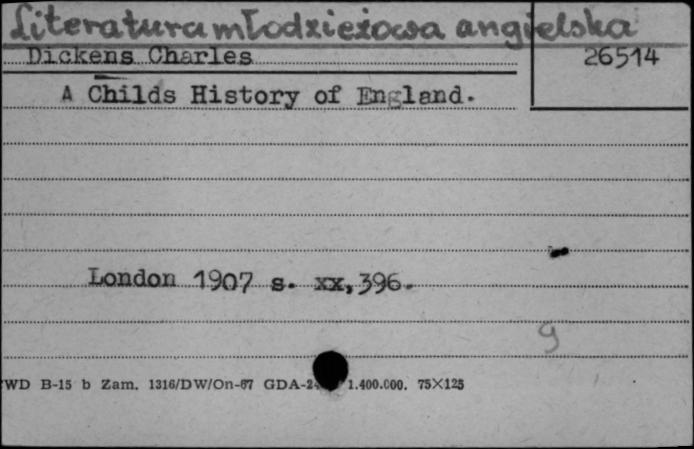 Literatura młodzieżowa angielska
Dickens Charles
26514
A Childs History of England.
London 1907 s. xx, 396.
9
WD B-15 b Zam. 1316/DW/On-67 GDA-2 1.400.000. 75×125